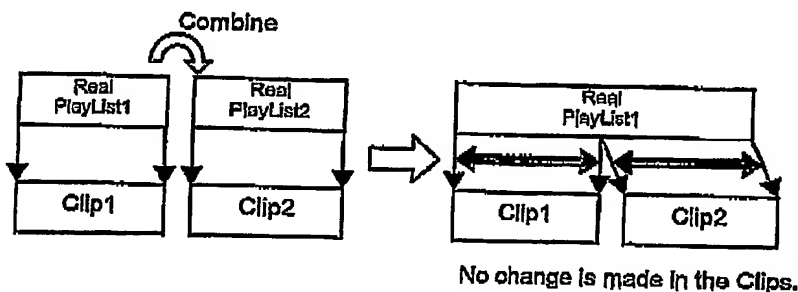 Combine
Real
PlayList1
Real
PlayList2
Clip1
Clip2
Real
PlayList1
Clip1
Clip2
No change is made in the Clips.